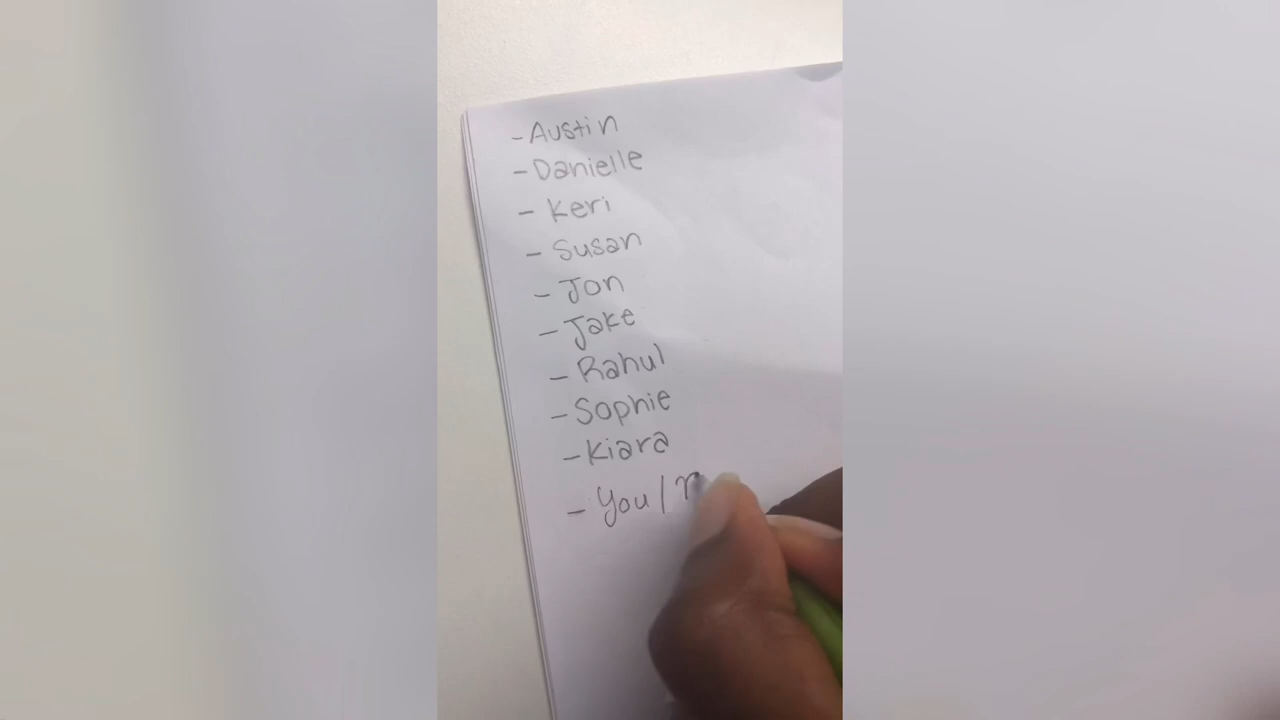 - Austin
- Danielle
- Keri
- Susan
- Jon
- Jake
- Rahul
- Sophie
- Kiara
- You/